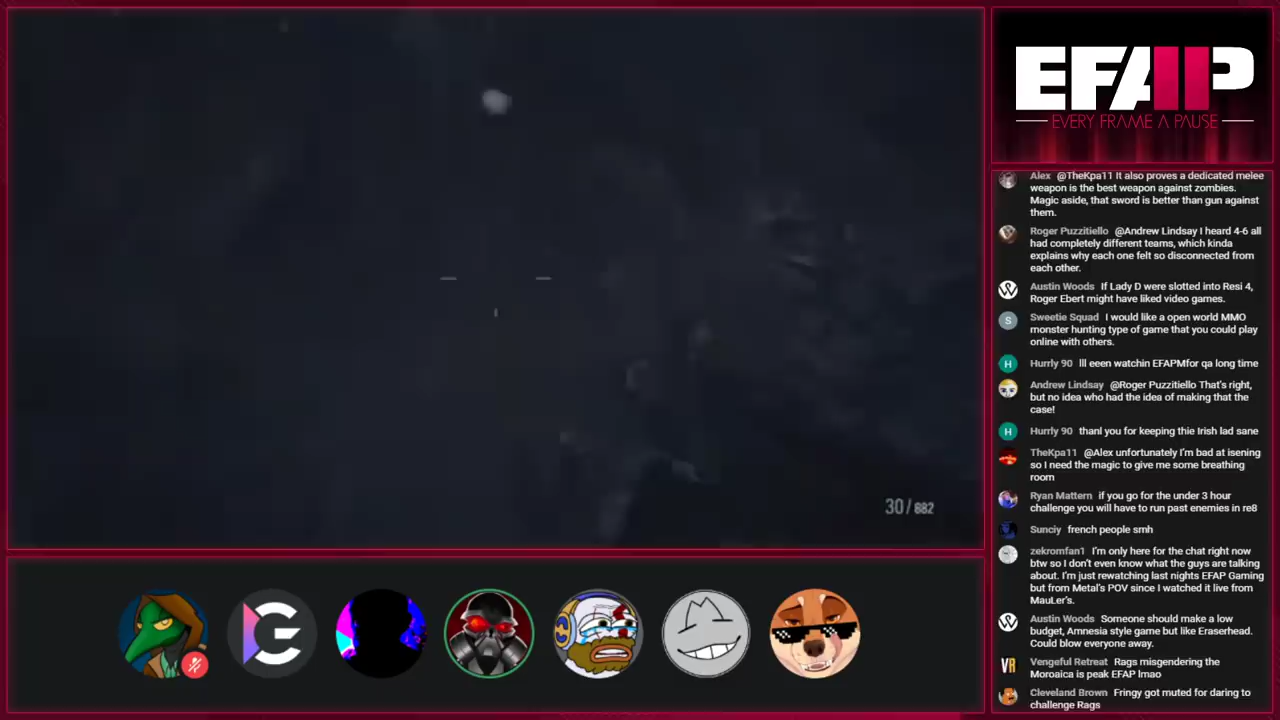 30/682
EFAP
EVERY FRAME A PAUSE
Alex @TheKpa11 It also proves a dedicated melee
weapon is the best weapon against zombies.
Magic aside, that sword is better than gun against
them.
Roger Puzzitiello @Andrew Lindsay I heard 4-6 all
had completely different teams, which kinda
explains why each one felt so disconnected from
each other.
Austin Woods If Lady D were slotted into Resi 4,
Roger Ebert might have liked video games.
S
Sweetie Squad I would like a open world MMO
monster hunting type of game that you could play
online with others.
H
Hurrly 90 Ill eeen watchin EFAPMfor qa long time
Andrew Lindsay @Roger Puzzitiello That's right,
but no idea who had the idea of making that the
case!
H
Hurrly 90 thanl you for keeping thie Irish lad sane
TheKpa11 @Alex unfortunately I'm bad at isening
so I need the magic to give me some breathing
room
Ryan Mattern if you go for the under 3 hour
challenge you will have to run past enemies in re8
Sunciy french people smh
zekromfan1 I'm only here for the chat right now
btw so I don't even know what the guys are talking
about. I'm just rewatching last nights EFAP Gaming
but from Metal's POV since I watched it live from
MauLer's.
Austin Woods Someone should make a low
budget, Amnesia style game but like Eraserhead.
Could blow everyone away.
VR
Vengeful Retreat Rags misgendering the
Moroaica is peak EFAP lmao
Cleveland Brown Fringy got muted for daring to
challenge Rags